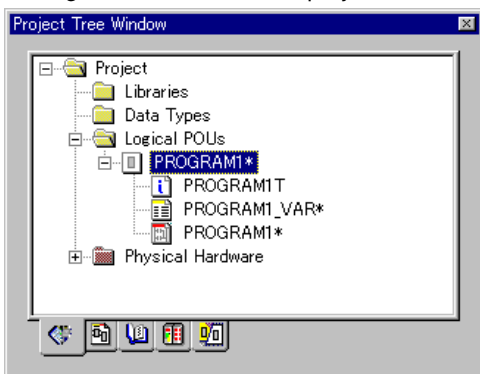 Project Tree Window
Project
Libraries
Data Types
Logical POUs
PROGRAM1*
PROGRAM1T
PROGRAM1_VAR*
PROGRAM1*
Physical Hardware